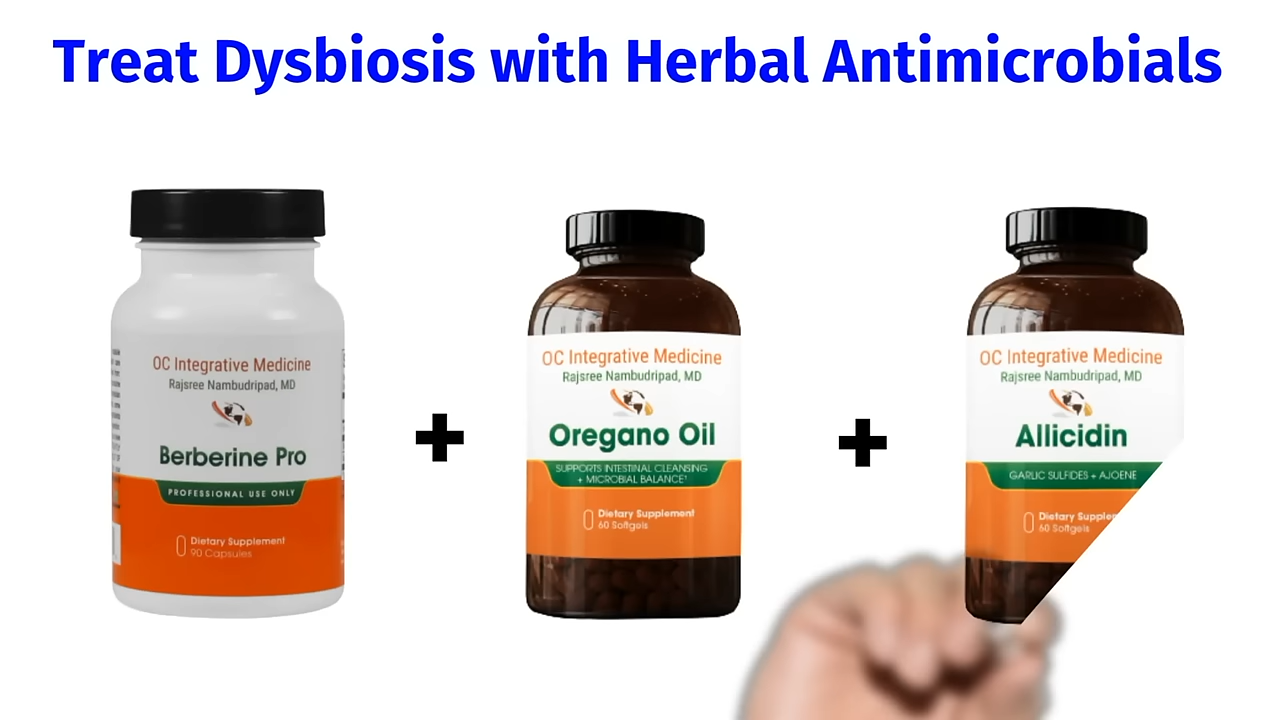 Treat Dysbiosis with Herbal Antimicrobials
OC Integrative Medicine
Rajsree Nambudripad, MD
Berberine Pro
PROFESSIONAL USE ONLY
Dietary Supplement
90 Capsules
+
OC Integrative Medicine
Rajsree Nambudripad, MD
Oregano Oil
SUPPORTS INTESTINAL CLEANSING
+ MICROBIAL BALANCE†
Dietary Supplement
60 Softgels
+
OC Integrative Medicine
Rajsree Nambudripad, MD
Allicidin
GARLIC SULFIDES + AJOENE
Dietary Supplem
60 Softgels